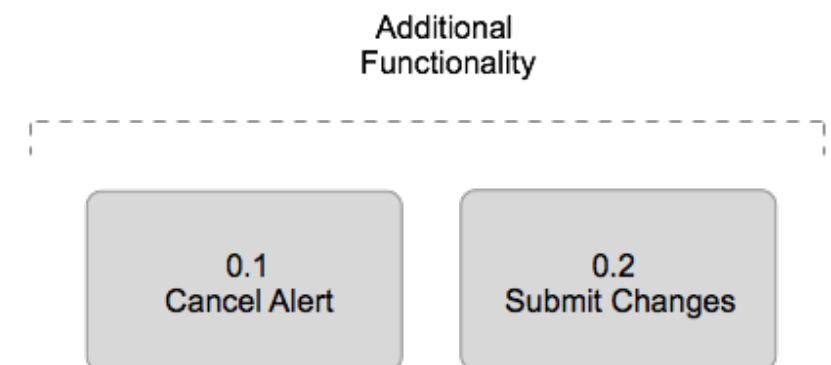 Additional
Functionality
0.1
Cancel Alert
0.2
Submit Changes